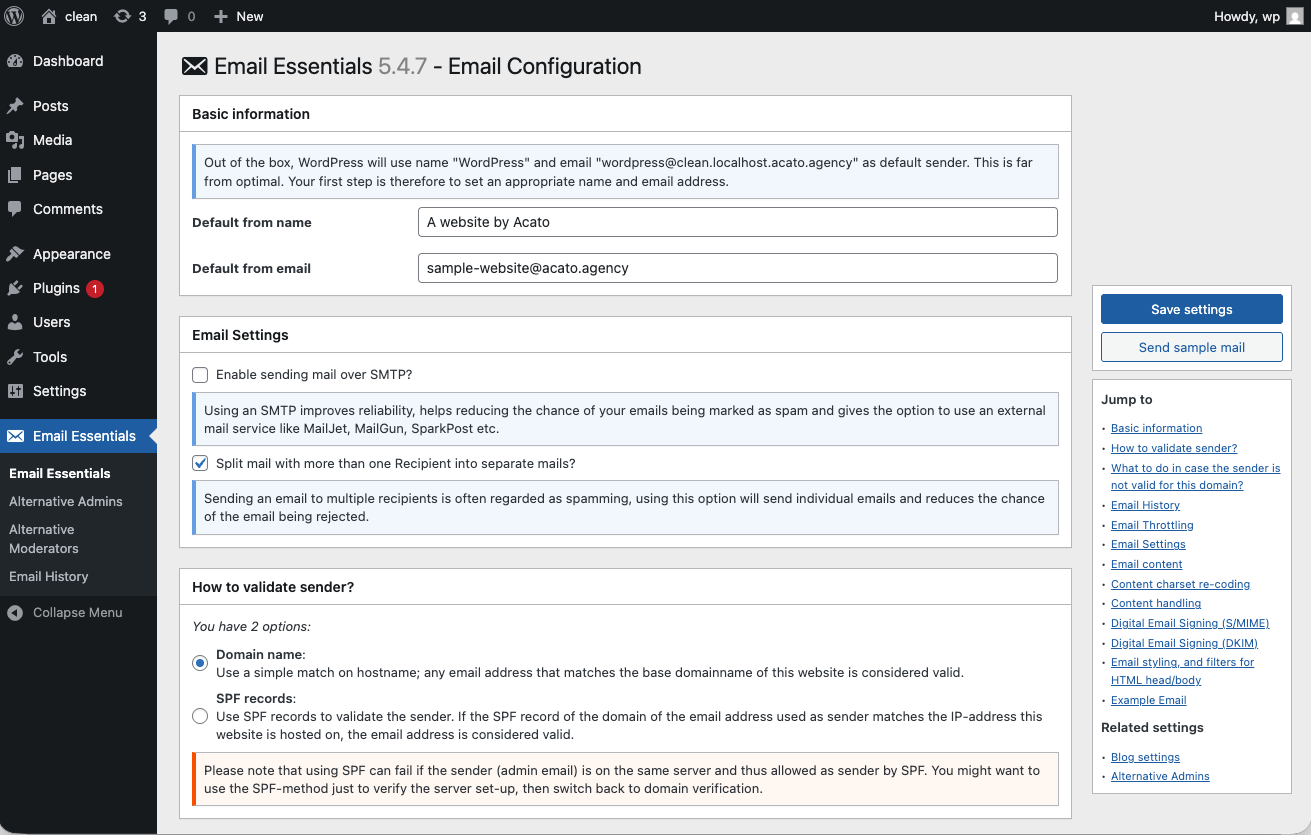 clean
3
0
New
Howdy, wp
Dashboard
Posts
Media
Pages
Comments
Appearance
Plugins 1
Users
Tools
Settings
Email Essentials
Email Essentials
Alternative Admins
Alternative
Moderators
Email History
Collapse Menu
Email Essentials 5.4.7 - Email Configuration
Basic information
Out of the box, WordPress will use name "WordPress" and email "wordpress@clean.localhost.acato.agency" as default sender. This is far
from optimal. Your first step is therefore to set an appropriate name and email address.
Default from name
A website by Acato
Default from email
sample-website@acato.agency
Email Settings
Enable sending mail over SMTP?
Using an SMTP improves reliability, helps reducing the chance of your emails being marked as spam and gives the option to use an external
mail service like MailJet, MailGun, SparkPost etc.
Split mail with more than one Recipient into separate mails?
Sending an email to multiple recipients is often regarded as spamming, using this option will send individual emails and reduces the chance
of the email being rejected.
How to validate sender?
You have 2 options:
Domain name:
Use a simple match on hostname; any email address that matches the base domainname of this website is considered valid.
SPF records:
Use SPF records to validate the sender. If the SPF record of the domain of the email address used as sender matches the IP-address this
website is hosted on, the email address is considered valid.
Please note that using SPF can fail if the sender (admin email) is on the same server and thus allowed as sender by SPF. You might want to
use the SPF-method just to verify the server set-up, then switch back to domain verification.
Save settings
Send sample mail
Jump to
Basic information
How to validate sender?
What to do in case the sender is
not valid for this domain?
Email History
Email Throttling
Email Settings
Email content
Content charset re-coding
Content handling
Digital Email Signing (S/MIME)
Digital Email Signing (DKIM)
Email styling, and filters for
HTML head/body
Example Email
Related settings
Blog settings
Alternative Admins